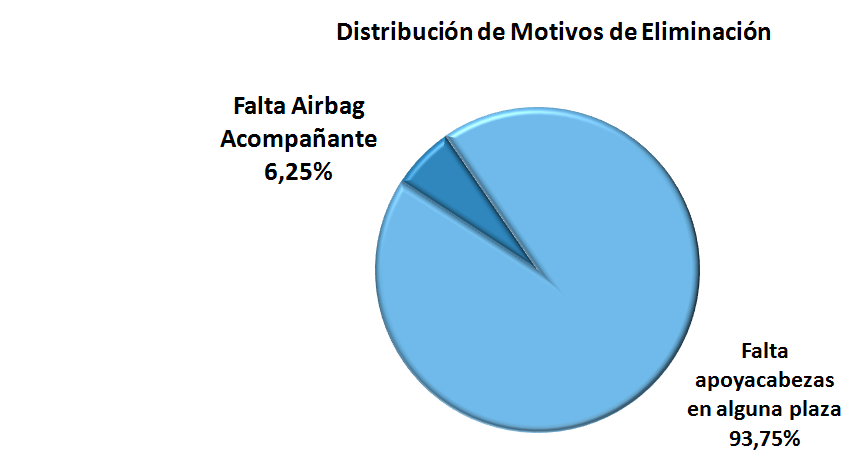 Distribución de Motivos de Eliminación
Falta Airbag
Acompañante
6,25%
Falta
apoyacabezas
en alguna plaza
93,75%